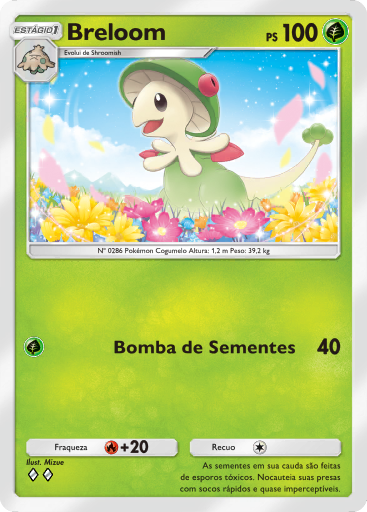 ESTÁGIO 1
Breloom
PS 100
Evolui de Shroomish
Nº 0286 Pokémon Cogumelo Altura: 1,2 m Peso: 39,2 kg
Bomba de Sementes 40
Fraqueza +20 Recuo
Ilust. Mizue
As sementes em sua cauda são feitas
de esporos tóxicos. Nocauteia suas presas
com socos rápidos e quase imperceptíveis.